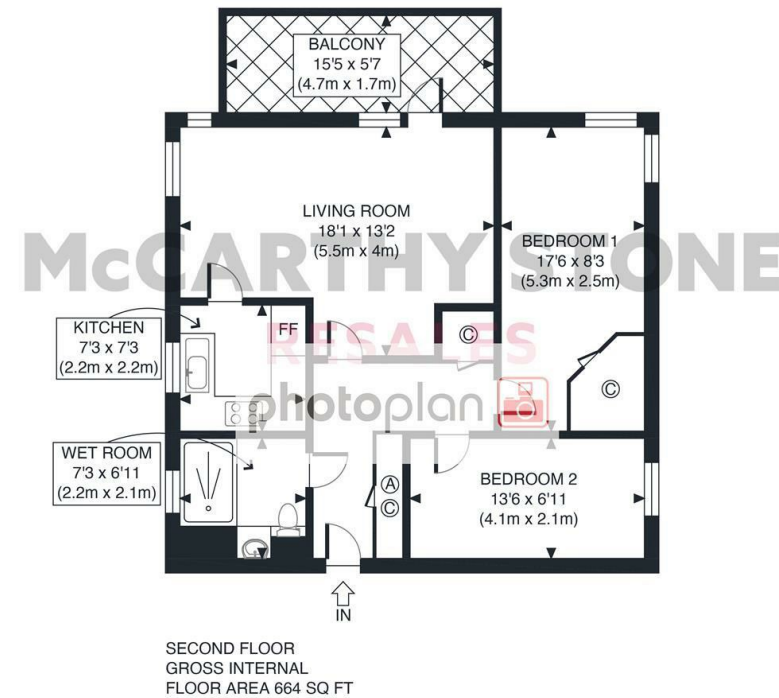 BALCONY
15'5 x 5'7
(4.7m x 1.7m)
LIVING ROOM
18'1 x 13'2
(5.5m x 4m)
BEDROOM 1
17'6 x 8'3
(5.3m x 2.5m)
McCARTHY STONE
RESALES
KITCHEN
7'3 x 7'3
(2.2m x 2.2m)
FF
C
C
photoplan
WET ROOM
7'3 x 6'11
(2.2m x 2.1m)
A
C
BEDROOM 2
13'6 x 6'11
(4.1m x 2.1m)
IN
SECOND FLOOR
GROSS INTERNAL
FLOOR AREA 664 SQ FT